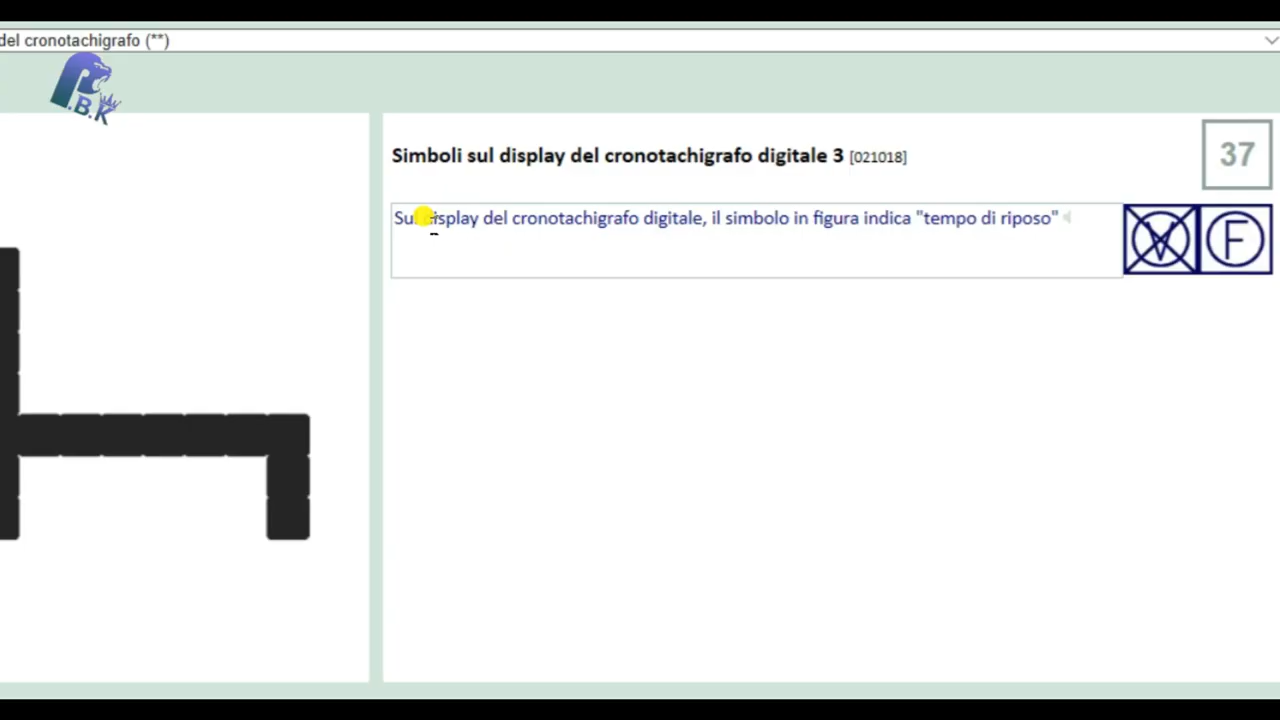 del cronotachigrafo (**)
P.B.K
Simboli sul display del cronotachigrafo digitale 3 [021018]
37
Sul display del cronotachigrafo digitale, il simbolo in figura indica "tempo di riposo"
V F